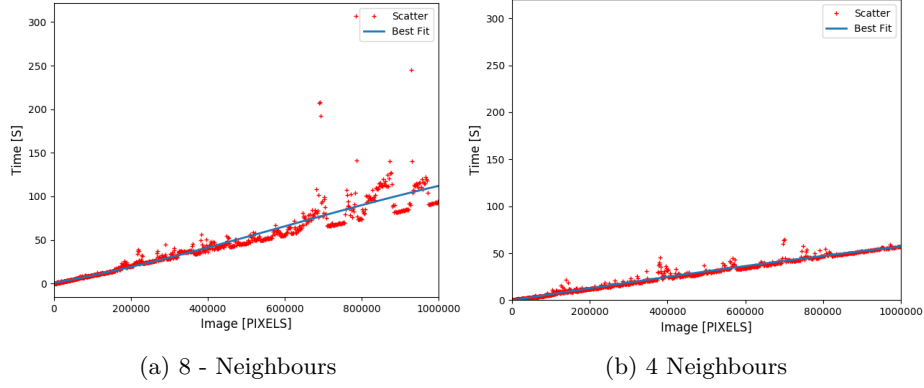 300
250
200
150
100
50
0
Time [S]
Scatter
Best Fit
0 200000 400000 600000 800000 1000000
Image [PIXELS]
(a) 8 - Neighbours
300
250
200
150
100
50
0
Time [S]
Scatter
Best Fit
0 200000 400000 600000 800000 1000000
Image [PIXELS]
(b) 4 Neighbours